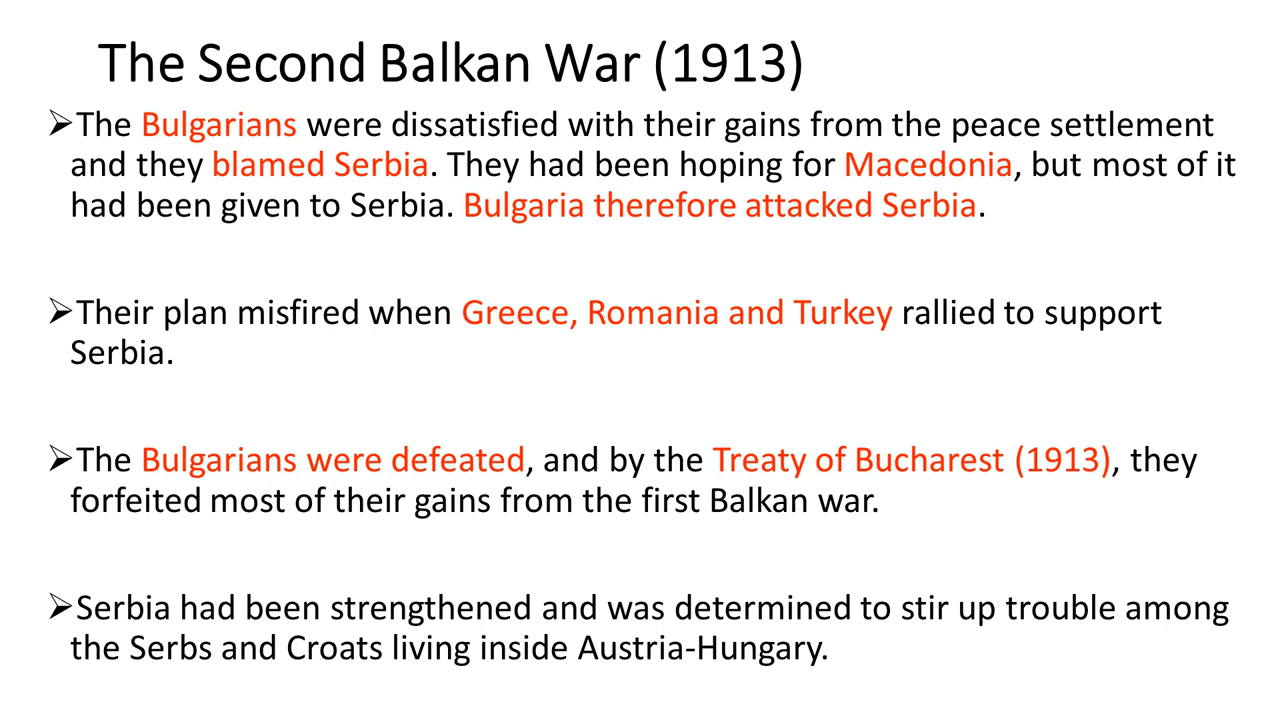 The Second Balkan War (1913)
➢The Bulgarians were dissatisfied with their gains from the peace settlement
and they blamed Serbia. They had been hoping for Macedonia, but most of it
had been given to Serbia. Bulgaria therefore attacked Serbia.
➢Their plan misfired when Greece, Romania and Turkey rallied to support
Serbia.
➢The Bulgarians were defeated, and by the Treaty of Bucharest (1913), they
forfeited most of their gains from the first Balkan war.
➢Serbia had been strengthened and was determined to stir up trouble among
the Serbs and Croats living inside Austria-Hungary.